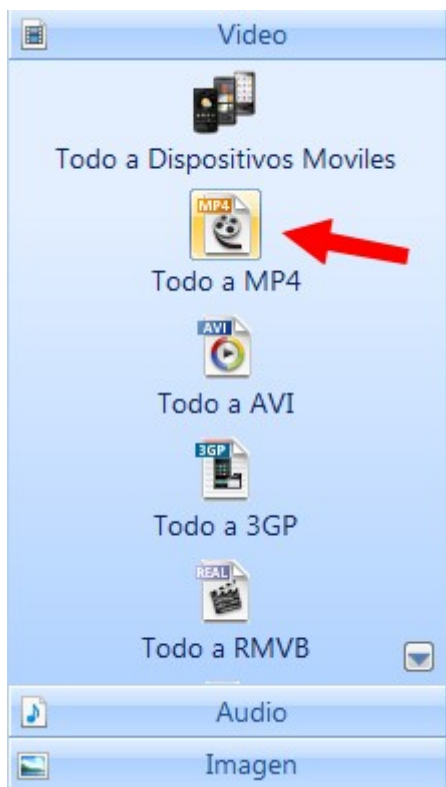 Video
Todo a Dispositivos Moviles
MP4
Todo a MP4
AVI
Todo a AVI
3GP
Todo a 3GP
REAL
Todo a RMVB
Audio
Imagen